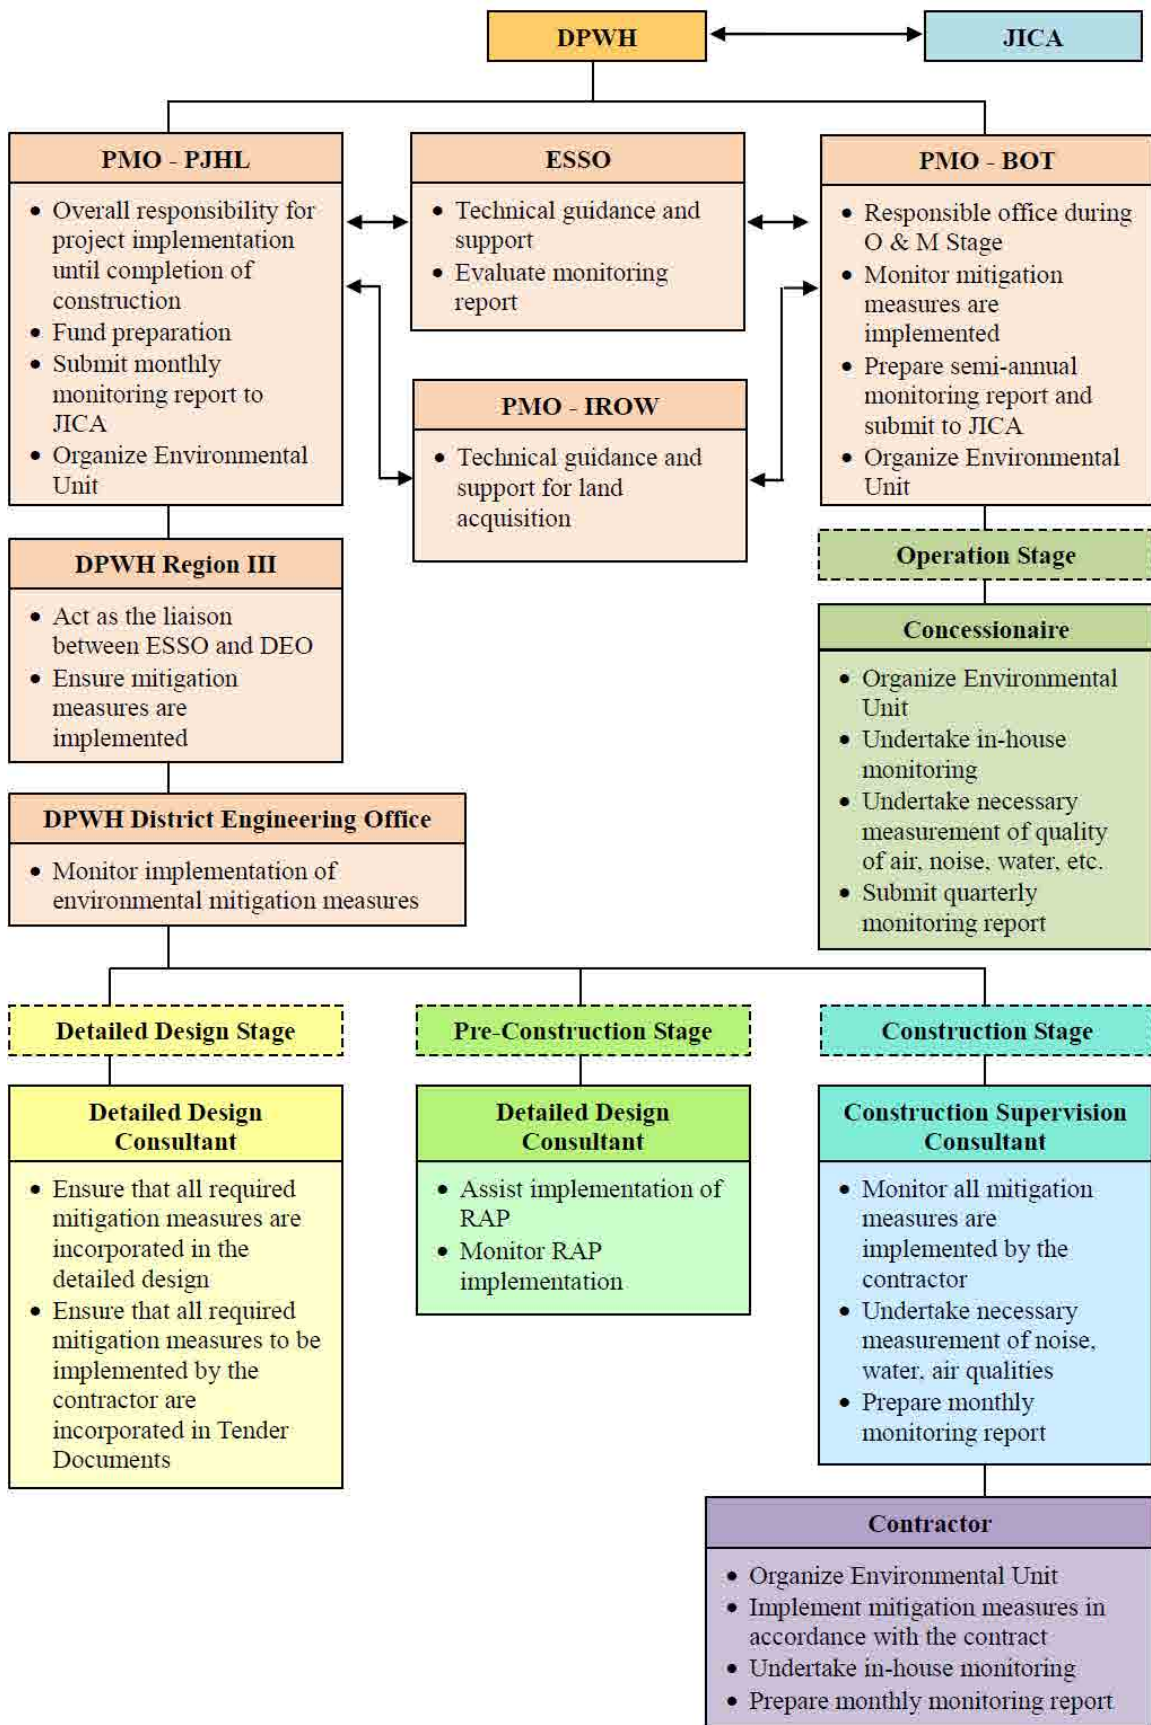 DPWH
JICA
PMO - PJHL
• Overall responsibility for
project implementation
until completion of
construction
• Fund preparation
• Submit monthly
monitoring report to
JICA
• Organize Environmental
Unit
ESSO
• Technical guidance and
support
• Evaluate monitoring
report
PMO - BOT
• Responsible office during
O & M Stage
• Monitor mitigation
measures are
implemented
• Prepare semi-annual
monitoring report and
submit to JICA
• Organize Environmental
Unit
PMO - IROW
• Technical guidance and
support for land
acquisition
DPWH Region III
• Act as the liaison
between ESSO and DEO
• Ensure mitigation
measures are
implemented
Operation Stage
Concessionaire
• Organize Environmental
Unit
• Undertake in-house
monitoring
• Undertake necessary
measurement of quality
of air, noise, water, etc.
• Submit quarterly
monitoring report
DPWH District Engineering Office
• Monitor implementation of
environmental mitigation measures
Detailed Design Stage
Pre-Construction Stage
Construction Stage
Detailed Design
Consultant
• Ensure that all required
mitigation measures are
incorporated in the
detailed design
• Ensure that all required
mitigation measures to be
implemented by the
contractor are
incorporated in Tender
Documents
Detailed Design
Consultant
• Assist implementation of
RAP
• Monitor RAP
implementation
Construction Supervision
Consultant
• Monitor all mitigation
measures are
implemented by the
contractor
• Undertake necessary
measurement of noise,
water, air qualities
• Prepare monthly
monitoring report
Contractor
• Organize Environmental Unit
• Implement mitigation measures in
accordance with the contract
• Undertake in-house monitoring
• Prepare monthly monitoring report